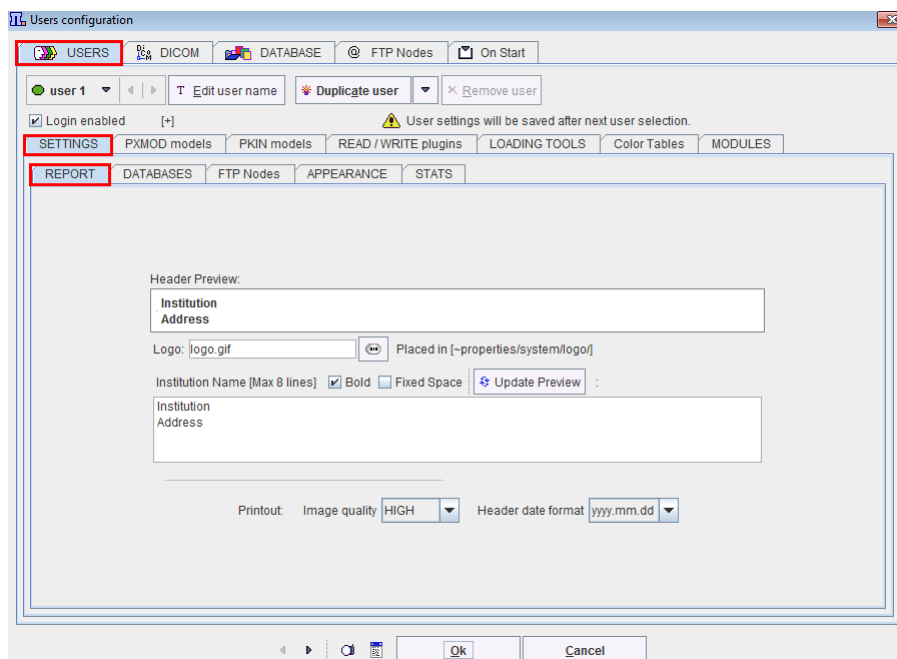 Users configuration
USERS DICOM DATABASE @ FTP Nodes On Start
user 1 T Edit user name Duplicate user × Remove user
Login enabled [+] User settings will be saved after next user selection.
SETTINGS PXMOD models PKIN models READ / WRITE plugins LOADING TOOLS Color Tables MODULES
REPORT DATABASES FTP Nodes APPEARANCE STATS
Header Preview:
Institution
Address
Logo: logo.gif Placed in [~properties/system/logo/]
Institution Name [Max 8 lines] Bold Fixed Space Update Preview :
Institution
Address
Printout: Image quality HIGH Header date format yyyy.mm.dd
Ok Cancel